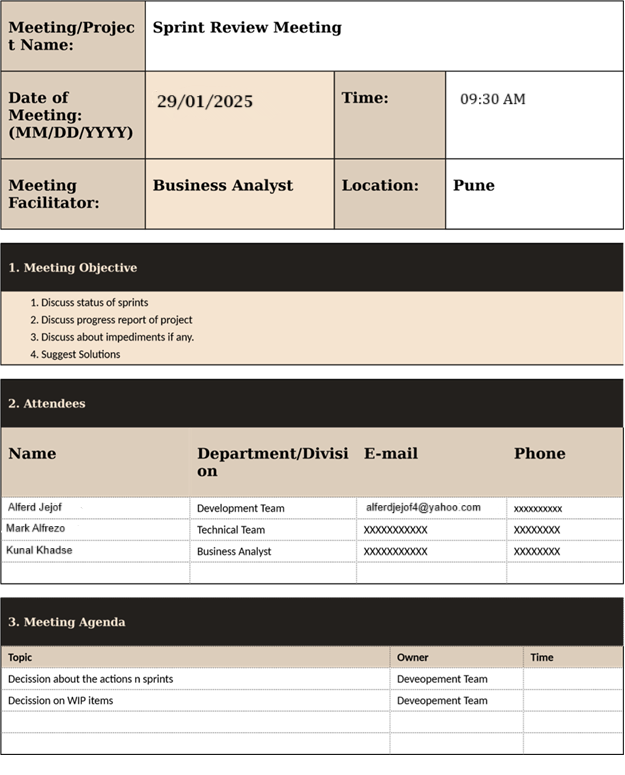 Meeting/Projec
t Name:
Sprint Review Meeting
Date of
Meeting:
(MM/DD/YYYY)
29/01/2025
Time:
09:30 AM
Meeting
Facilitator:
Business Analyst
Location:
Pune
1. Meeting Objective
1. Discuss status of sprints
2. Discuss progress report of project
3. Discuss about impediments if any.
4. Suggest Solutions
2. Attendees
Name
Department/Divisi
on
E-mail
Phone
Alferd Jejof
Development Team
alferdjejof4@yahoo.com
xxxxxxxxxx
Mark Alfrezo
Technical Team
XXXXXXXXXXX
XXXXXXXX
Kunal Khadse
Business Analyst
XXXXXXXXXXX
XXXXXXXX
3. Meeting Agenda
Topic
Owner
Time
Decission about the actions n sprints
Deveopement Team
Decission on WIP items
Deveopement Team